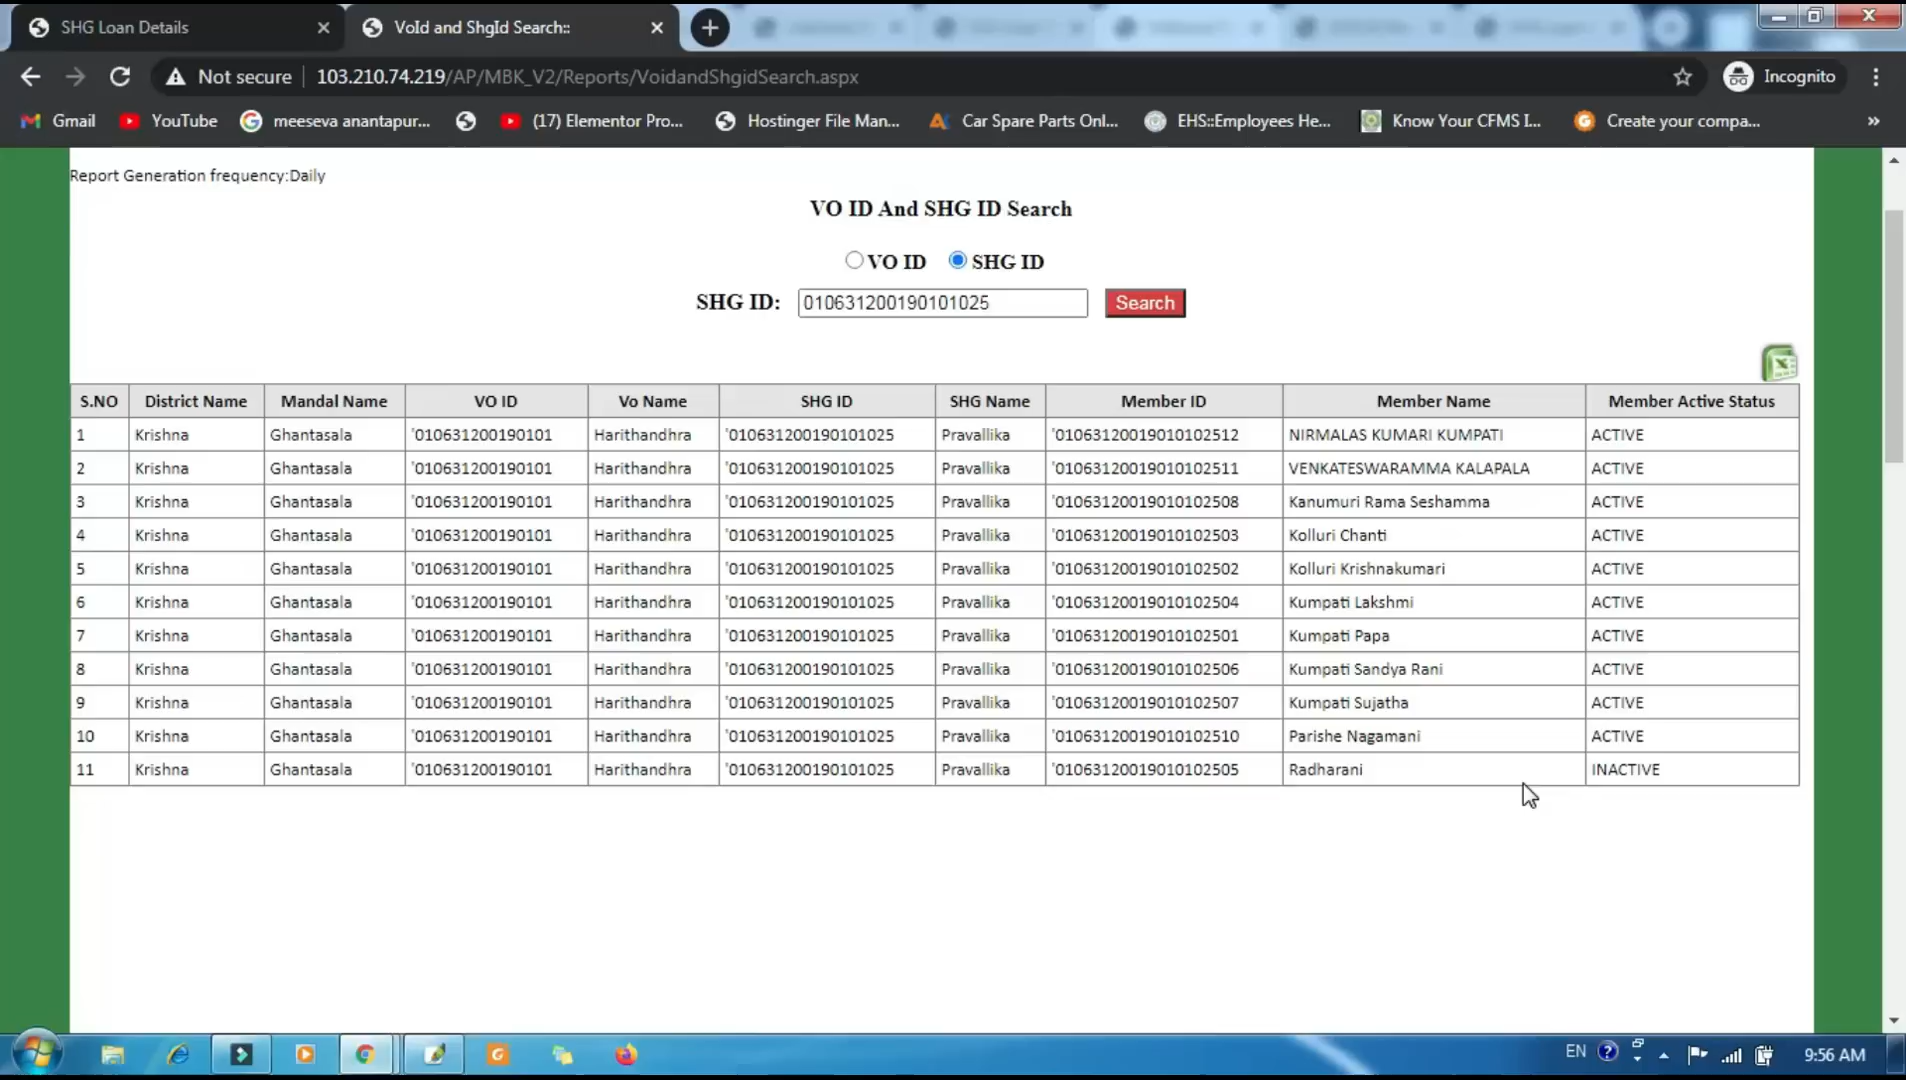 SHG Loan Details
VoId and ShgId Search::
Not secure
103.210.74.219/AP/MBK_V2/Reports/VoidandShgidSearch.aspx
Incognito
Gmail
YouTube
meeseva anantapur...
(17) Elementor Pro...
Hostinger File Man...
Car Spare Parts Onl...
EHS::Employees He...
Know Your CFMS I...
Create your compa...
»
Report Generation frequency:Daily
VO ID And SHG ID Search
VO ID SHG ID
SHG ID: 010631200190101025 Search
S.NO District Name Mandal Name VO ID Vo Name SHG ID SHG Name Member ID Member Name Member Active Status
1 Krishna Ghantasala '010631200190101 Harithandhra '010631200190101025 Pravallika '01063120019010102512 NIRMALAS KUMARI KUMPATI ACTIVE
2 Krishna Ghantasala '010631200190101 Harithandhra '010631200190101025 Pravallika '01063120019010102511 VENKATESWARAMMA KALAPALA ACTIVE
3 Krishna Ghantasala '010631200190101 Harithandhra '010631200190101025 Pravallika '01063120019010102508 Kanumuri Rama Seshamma ACTIVE
4 Krishna Ghantasala '010631200190101 Harithandhra '010631200190101025 Pravallika '01063120019010102503 Kolluri Chanti ACTIVE
5 Krishna Ghantasala '010631200190101 Harithandhra '010631200190101025 Pravallika '01063120019010102502 Kolluri Krishnakumari ACTIVE
6 Krishna Ghantasala '010631200190101 Harithandhra '010631200190101025 Pravallika '01063120019010102504 Kumpati Lakshmi ACTIVE
7 Krishna Ghantasala '010631200190101 Harithandhra '010631200190101025 Pravallika '01063120019010102501 Kumpati Papa ACTIVE
8 Krishna Ghantasala '010631200190101 Harithandhra '010631200190101025 Pravallika '01063120019010102506 Kumpati Sandya Rani ACTIVE
9 Krishna Ghantasala '010631200190101 Harithandhra '010631200190101025 Pravallika '01063120019010102507 Kumpati Sujatha ACTIVE
10 Krishna Ghantasala '010631200190101 Harithandhra '010631200190101025 Pravallika '01063120019010102510 Parishe Nagamani ACTIVE
11 Krishna Ghantasala '010631200190101 Harithandhra '010631200190101025 Pravallika '01063120019010102505 Radharani INACTIVE
EN
9:56 AM